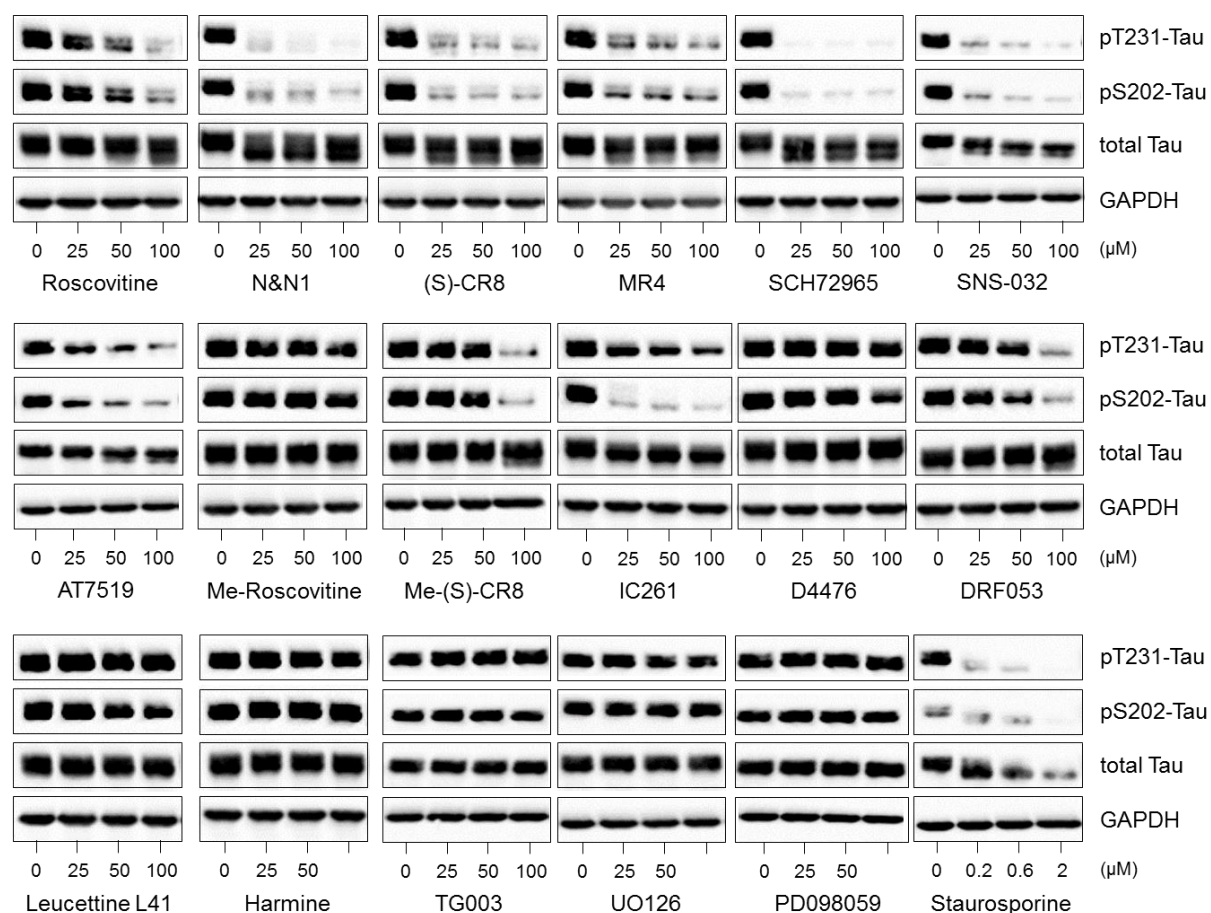 pT231-Tau
pS202-Tau
total Tau
GAPDH
0 25 50 100 0 25 50 100 0 25 50 100 0 25 50 100 0 25 50 100 0 25 50 100 (µM)
Roscovitine N&N1 (S)-CR8 MR4 SCH72965 SNS-032
pT231-Tau
pS202-Tau
total Tau
GAPDH
0 25 50 100 0 25 50 100 0 25 50 100 0 25 50 100 0 25 50 100 0 25 50 100 (µM)
AT7519 Me-Roscovitine Me-(S)-CR8 IC261 D4476 DRF053
pT231-Tau
pS202-Tau
total Tau
GAPDH
0 25 50 100 0 25 50 0 25 50 100 0 25 50 0 25 50 0 0.2 0.6 2 (µM)
Leucettine L41 Harmine TG003 UO126 PD098059 Staurosporine